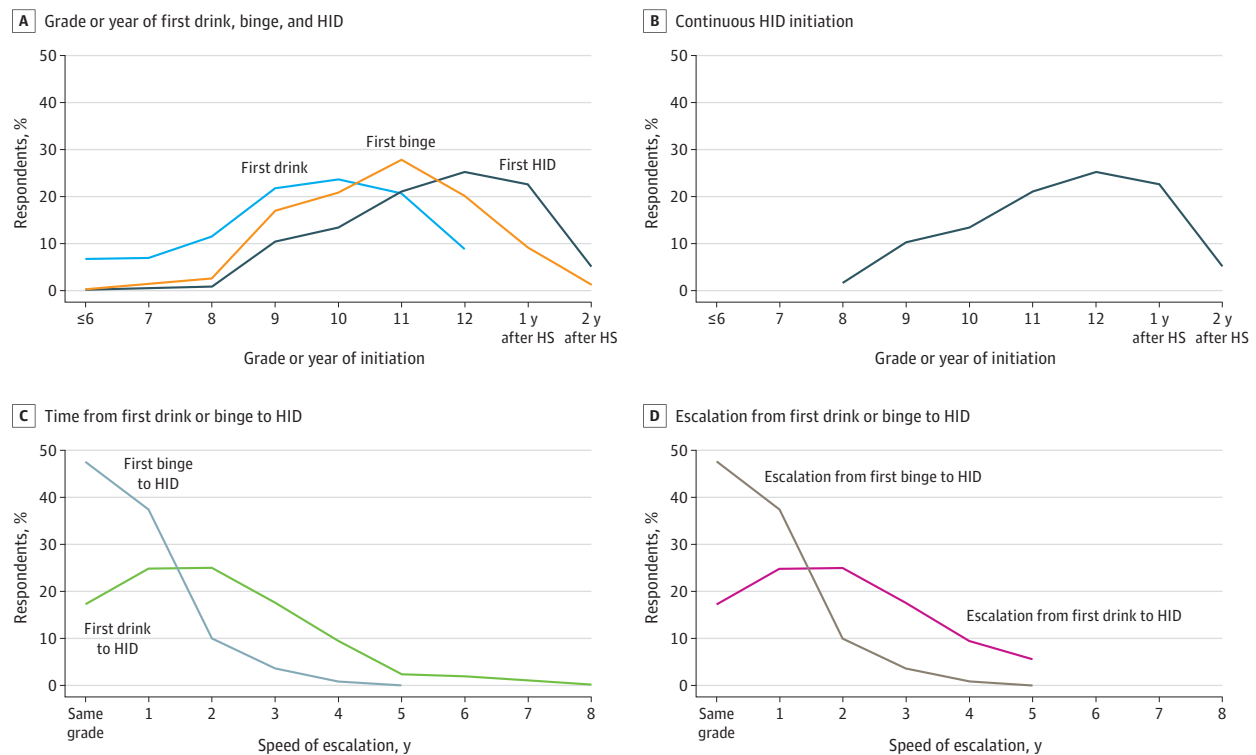 A Grade or year of first drink, binge, and HID
50
40
30
20
10
0
Respondents, %
First drink
First binge
First HID
≤6 7 8 9 10 11 12 1 y after HS 2 y after HS
Grade or year of initiation
B Continuous HID initiation
50
40
30
20
10
0
Respondents, %
≤6 7 8 9 10 11 12 1 y after HS 2 y after HS
Grade or year of initiation
C Time from first drink or binge to HID
50
40
30
20
10
0
Respondents, %
First binge
to HID
First drink
to HID
Same grade 1 2 3 4 5 6 7 8
Speed of escalation, y
D Escalation from first drink or binge to HID
50
40
30
20
10
0
Respondents, %
Escalation from first binge to HID
Escalation from first drink to HID
Same grade 1 2 3 4 5 6 7 8
Speed of escalation, y